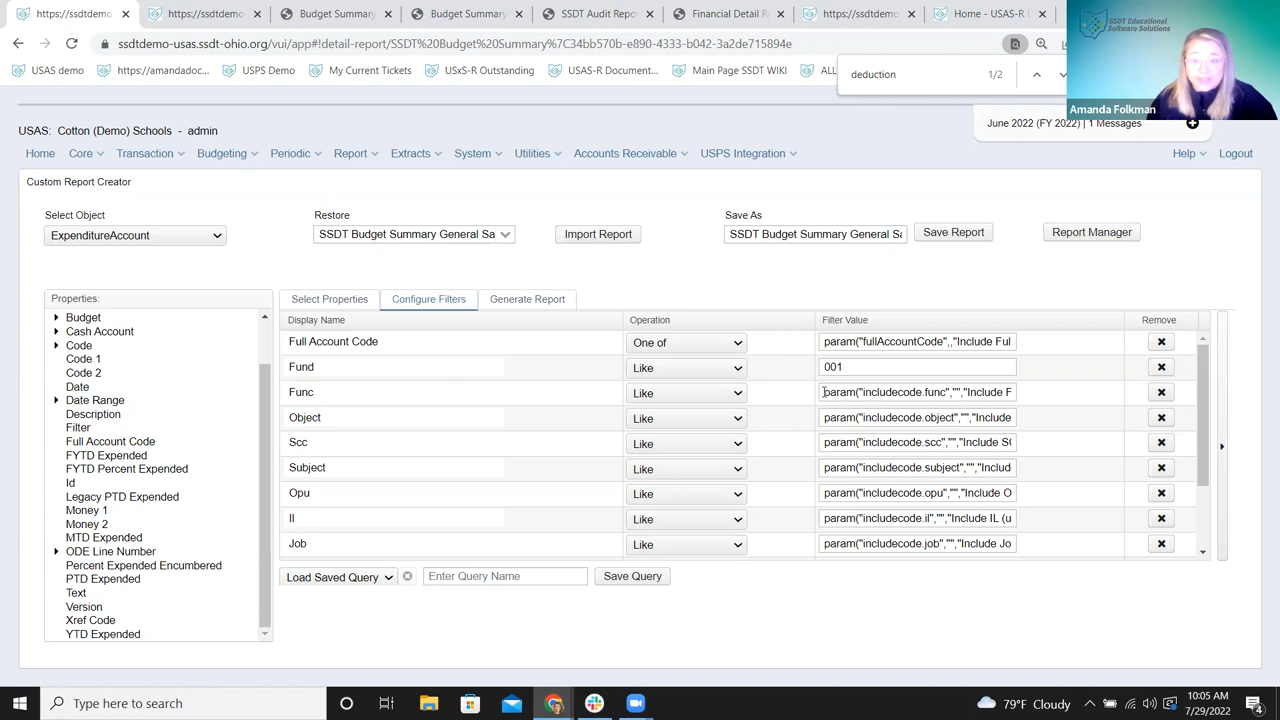 https://ssdtdemo
https://ssdtdemo
Budget Summary
Budget Summary
SSDT Audit Repor
Financial Detail R
https://ssdtdemo
Home - USAS-R D
ssdtdemo-usas.ssdt-ohio.org/vui/app#!detail-report/SSDT%20Budget%20Summary%7C34bb570b-e890-4333-b042-3a2de715894e
USAS demo
https://amandadoc...
USPS Demo
My Current Tickets
USxS-R Outstanding
USAS-R Documen...
Main Page SSDT WIKI
ALL
deduction
1/2
SSDT Educational
Software Solutions
Amanda Folkman
USAS: Cotton (Demo) Schools - admin
June 2022 (FY 2022) | 1 Messages
Home
Core
Transaction
Budgeting
Periodic
Report
Extracts
System
Utilities
Accounts Receivable
USPS Integration
Help
Logout
Custom Report Creator
Select Object
Restore
Save As
ExpenditureAccount
SSDT Budget Summary General Sa
Import Report
SSDT Budget Summary General Sa
Save Report
Report Manager
Properties:
Budget
Cash Account
Code
Code 1
Code 2
Date
Date Range
Description
Filter
Full Account Code
FYTD Expended
FYTD Percent Expended
Id
Legacy PTD Expended
Money 1
Money 2
MTD Expended
ODE Line Number
Percent Expended Encumbered
PTD Expended
Text
Version
Xref Code
YTD Expended
Select Properties
Configure Filters
Generate Report
Display Name
Operation
Filter Value
Remove
Full Account Code
One of
param("fullAccountCode",,"Include Ful
Fund
Like
001
Func
Like
param("includecode.func","","Include F
Object
Like
param("includecode.object","","Include
Scc
Like
param("includecode.scc","","Include SC
Subject
Like
param("includecode.subject","","Includ
Opu
Like
param("includecode.opu","","Include O
Il
Like
param("includecode.il","","Include IL (u
Job
Like
param("includecode.job","","Include Jo
Load Saved Query
Enter Query Name
Save Query
Type here to search
79°F Cloudy
10:05 AM
7/29/2022
4